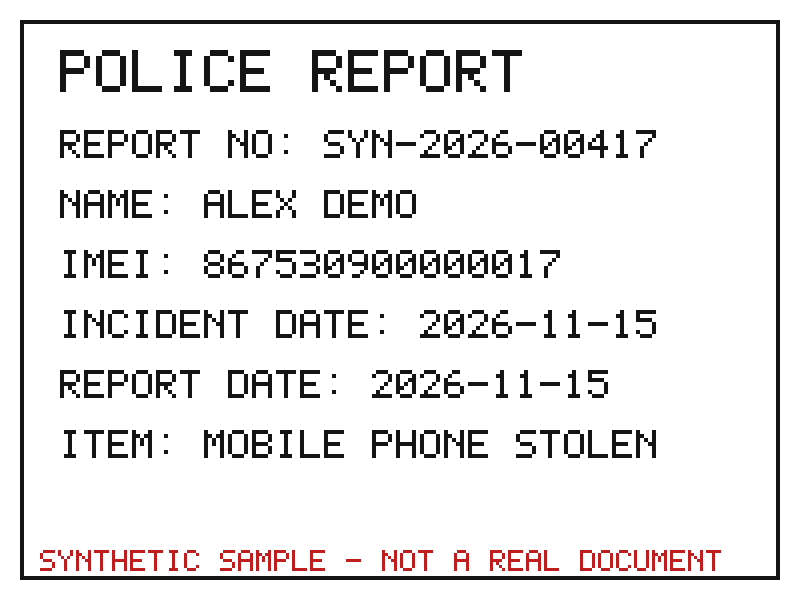 POLICE REPORT
REPORT NO: SYN-2026-00417
NAME: ALEX DEMO
IMEI: 867530900000017
INCIDENT DATE: 2026-11-15
REPORT DATE: 2026-11-15
ITEM: MOBILE PHONE STOLEN
SYNTHETIC SAMPLE - NOT A REAL DOCUMENT